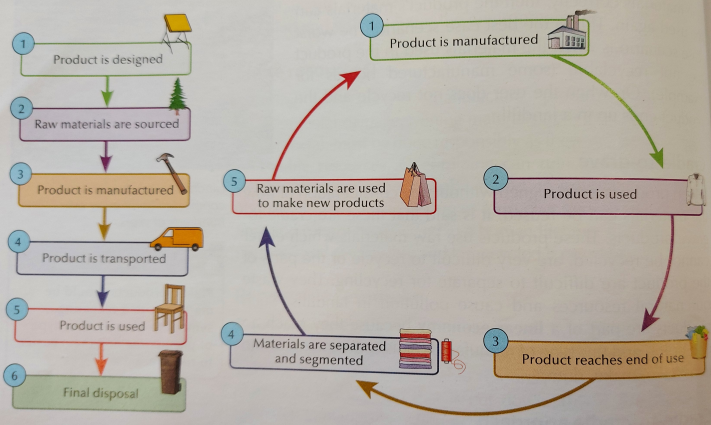 1
Product is designed
2
Raw materials are sourced
3
Product is manufactured
4
Product is transported
5
Product is used
6
Final disposal
1
Product is manufactured
2
Product is used
3
Product reaches end of use
4
Materials are separated
and segmented
5
Raw materials are used
to make new products